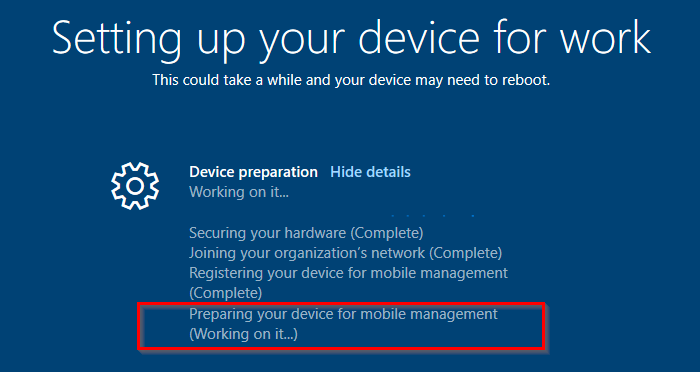 Setting up your device for work
This could take a while and your device may need to reboot.
Device preparation Hide details
Working on it...
Securing your hardware (Complete)
Joining your organization's network (Complete)
Registering your device for mobile management
(Complete)
Preparing your device for mobile management
(Working on it...)